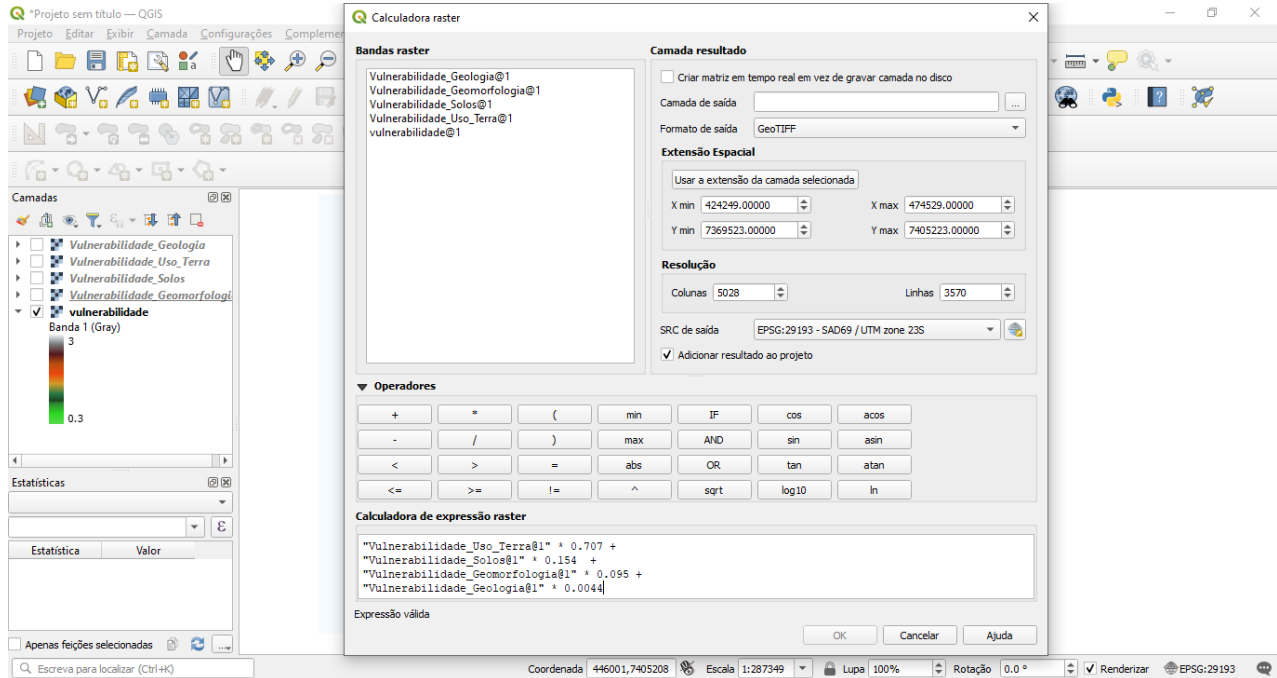 *Projeto sem título — QGIS
Projeto Editar Exibir Camada Configurações Complemen
Camadas
Vulnerabilidade_Geologia
Vulnerabilidade_Uso_Terra
Vulnerabilidade_Solos
Vulnerabilidade_Geomorfologi
vulnerabilidade
Banda 1 (Gray)
3
0.3
Estatísticas
ε
Estatística Valor
Apenas feições selecionadas
Calculadora raster
Bandas raster
Vulnerabilidade_Geologia@1
Vulnerabilidade_Geomorfologia@1
Vulnerabilidade_Solos@1
Vulnerabilidade_Uso_Terra@1
vulnerabilidade@1
Camada resultado
Criar matriz em tempo real em vez de gravar camada no disco
Camada de saída ...
Formato de saída GeoTIFF
Extensão Espacial
Usar a extensão da camada selecionada
X min 424249.00000 X max 474529.00000
Y min 7369523.00000 Y max 7405223.00000
Resolução
Colunas 5028 Linhas 3570
SRC de saída EPSG:29193 - SAD69 / UTM zone 23S
Adicionar resultado ao projeto
Operadores
+ * ( min IF cos acos
- / ) max AND sin asin
< > = abs OR tan atan
<= >= != ^ sqrt log10 ln
Calculadora de expressão raster
"Vulnerabilidade_Uso_Terra@1" * 0.707 +
"Vulnerabilidade_Solos@1" * 0.154 +
"Vulnerabilidade_Geomorfologia@1" * 0.095 +
"Vulnerabilidade_Geologia@1" * 0.0044
Expressão válida
OK Cancelar Ajuda
Escreva para localizar (Ctrl+K) Coordenada 446001,7405208 Escala 1:287349 Lupa 100% Rotação 0.0 ° Renderizar EPSG:29193